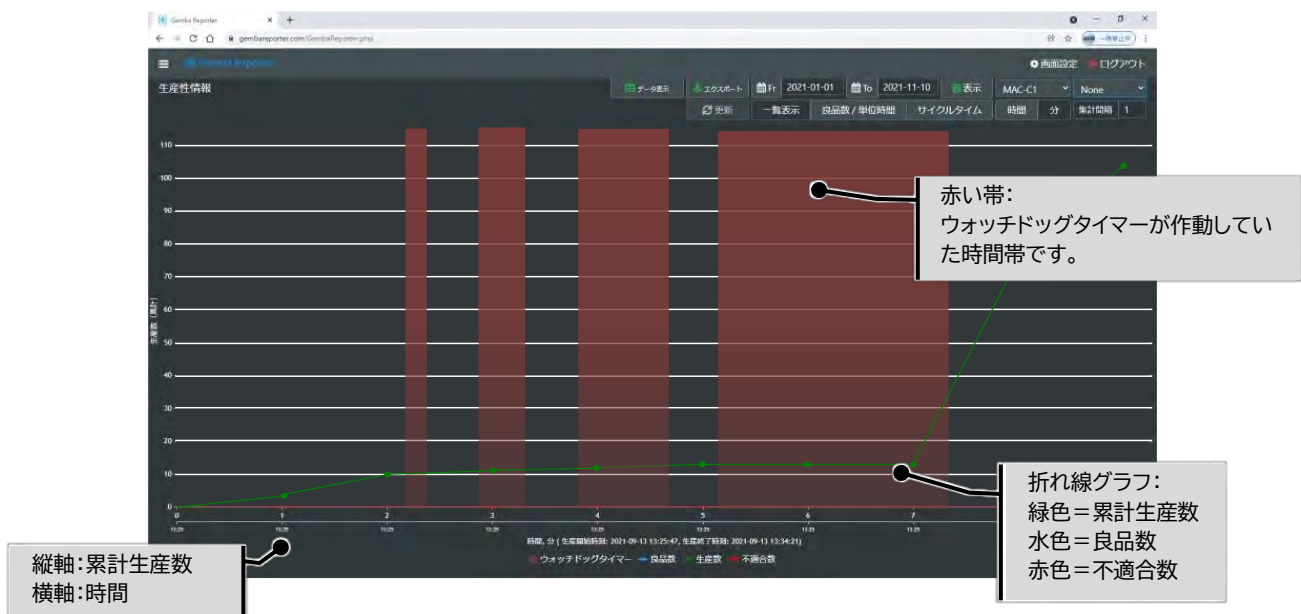 Gemba Reporter
gembareporter.com/GembaReporter.php
Gemba Reporter
画面設定 ログアウト
生産性情報
データ表示 エクスポート Fr 2021-01-01 To 2021-11-10 表示 MAC-C1 None
更新 一覧表示 良品数 / 単位時間 サイクルタイム 時間 分 集計間隔 1
110
100
90
80
70
60
50
40
30
20
10
0
生産数 (累計)
0 1 2 3 4 5 6 7
時間, 分 ( 生産開始時刻: 2021-09-13 13:25:47, 生産終了時刻: 2021-09-13 13:34:21)
ウォッチドッグタイマー 良品数 生産数 不適合数
赤い帯:
ウォッチドッグタイマーが作動してい
た時間帯です。
折れ線グラフ:
緑色=累計生産数
水色=良品数
赤色=不適合数
縦軸:累計生産数
横軸:時間